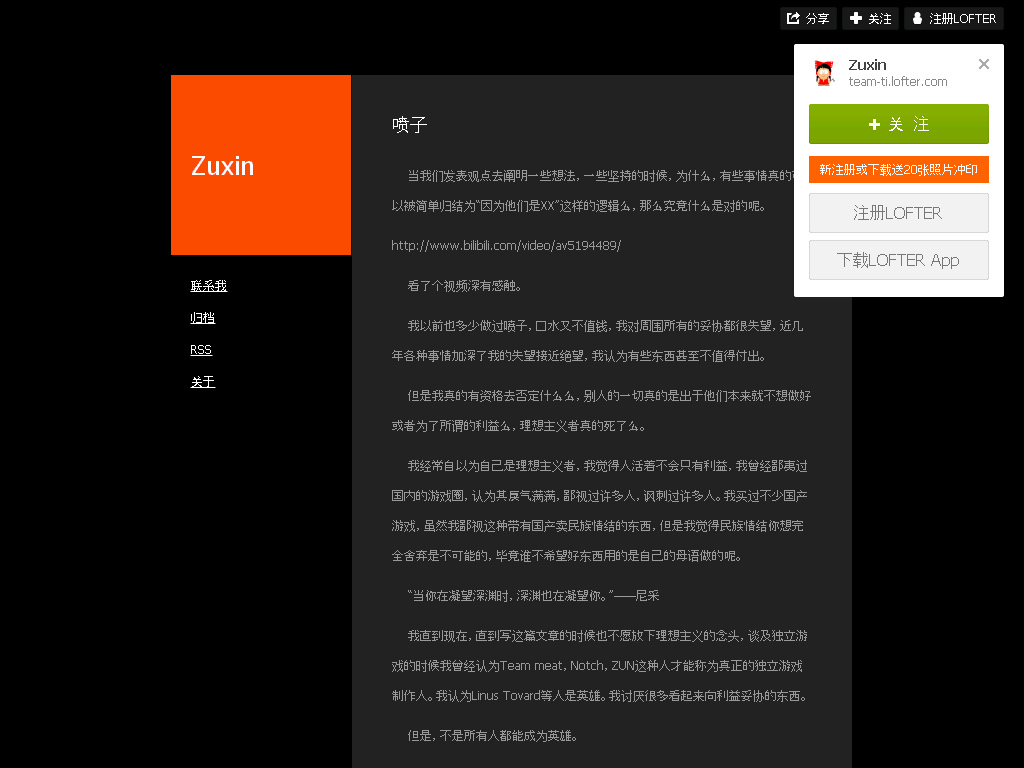 分享
关注
注册LOFTER
Zuxin
team-ti.lofter.com
+ 关 注
新注册或下载送20张照片冲印
注册LOFTER
下载LOFTER App
Zuxin
联系我
归档
RSS
关于
喷子
当我们发表观点去阐明一些想法，一些坚持的时候，为什么，有些事情真的
以被简单归结为“因为他们是XX”这样的逻辑么，那么究竟什么是对的呢。
http://www.bilibili.com/video/av5194489/
看了个视频深有感触。
我以前也多少做过喷子，口水又不值钱，我对周围所有的妥协都很失望，近几
年各种事情加深了我的失望接近绝望，我认为有些东西甚至不值得付出。
但是我真的有资格去否定什么么，别人的一切真的是出于他们本来就不想做好
或者为了所谓的利益么，理想主义者真的死了么。
我经常自以为自己是理想主义者，我觉得人活着不会只有利益，我曾经鄙夷过
国内的游戏圈，认为其戾气满满，鄙视过许多人，讽刺过许多人。我买过不少国产
游戏，虽然我鄙视这种带有国产卖民族情结的东西，但是我觉得民族情结你想完
全舍弃是不可能的，毕竟谁不希望好东西用的是自己的母语做的呢。
“当你在凝望深渊时，深渊也在凝望你。”——尼采
我直到现在，直到写这篇文章的时候也不愿放下理想主义的念头，谈及独立游
戏的时候我曾经认为Team meat，Notch，ZUN这种人才能称为真正的独立游戏
制作人。我认为Linus Tovard等人是英雄。我讨厌很多看起来向利益妥协的东西。
但是，不是所有人都能成为英雄。